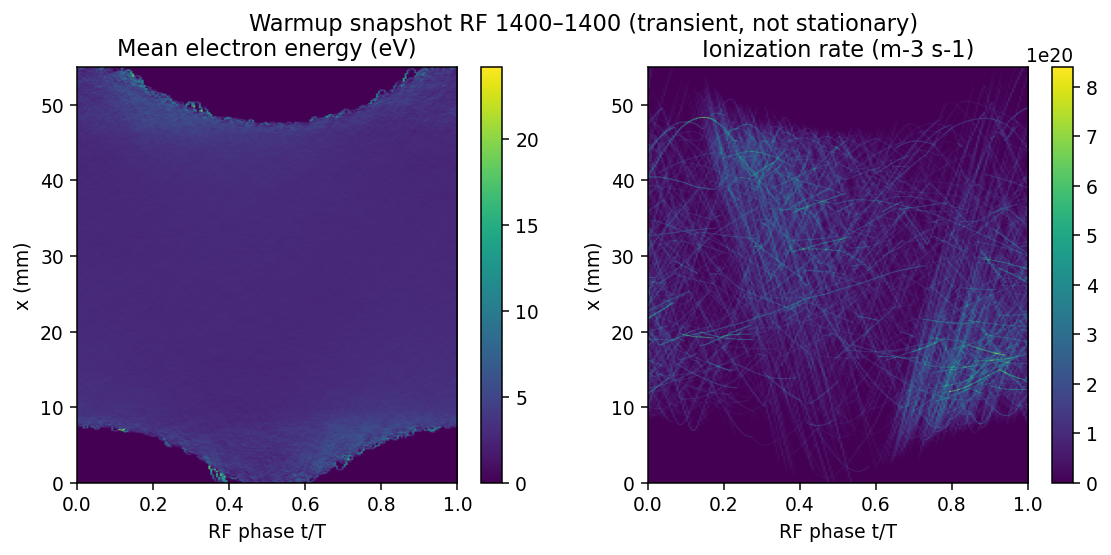 Warmup snapshot RF 1400–1400 (transient, not stationary)
Mean electron energy (eV)
Ionization rate (m-3 s-1)
1e20
x (mm)
50
40
30
20
10
0
0.0 0.2 0.4 0.6 0.8 1.0
RF phase t/T
20
15
10
5
0
x (mm)
50
40
30
20
10
0
0.0 0.2 0.4 0.6 0.8 1.0
RF phase t/T
8
7
6
5
4
3
2
1
0